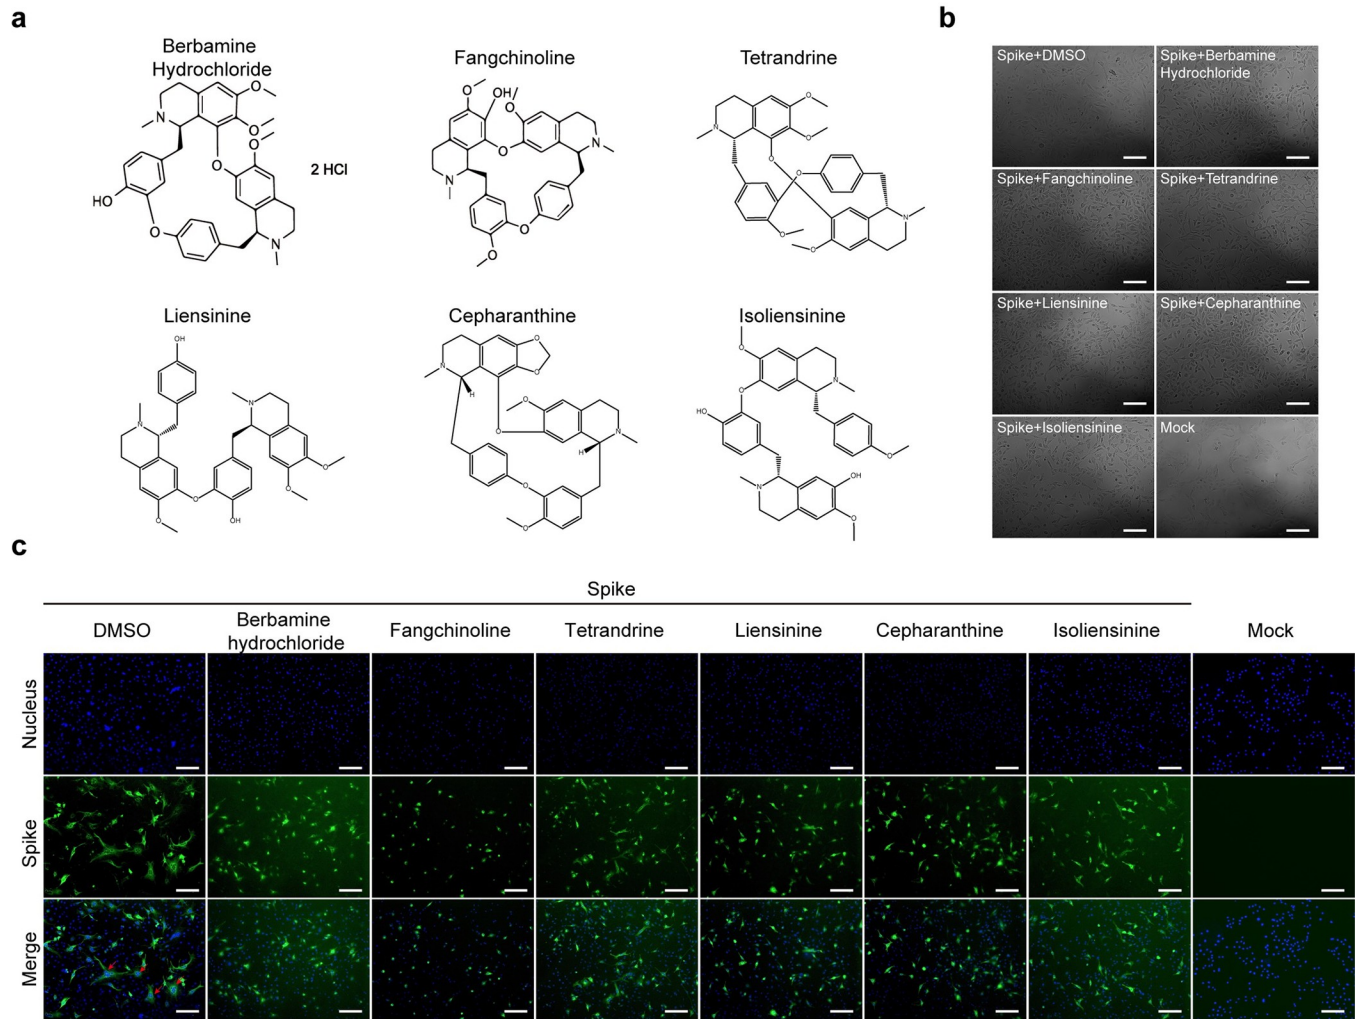 a
b
Berbamine
Hydrochloride
Fangchinoline
Tetrandrine
2 HCl
O
O
O
N
O
HO
O
N
O
OH
O
O
N
N
O
O
N
O
O
O
O
O
N
O
Liensinine
Cepharanthine
Isoliensinine
OH
N
N
O
O
O
O
OH
O
O
N
H
O
O
N
H
O
O
O
N
O
HO
O
N
OH
O
Spike+DMSO
Spike+Berbamine
Hydrochloride
Spike+Fangchinoline
Spike+Tetrandrine
Spike+Liensinine
Spike+Cepharanthine
Spike+Isoliensinine
Mock
c
Spike
DMSO
Berbamine
hydrochloride
Fangchinoline
Tetrandrine
Liensinine
Cepharanthine
Isoliensinine
Mock
Nucleus
Spike
Merge